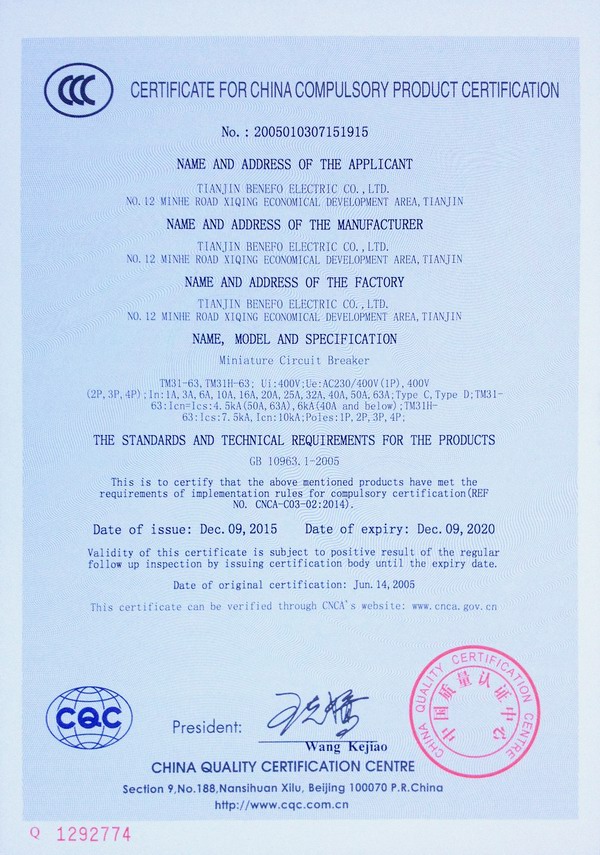 CCC
CERTIFICATE FOR CHINA COMPULSORY PRODUCT CERTIFICATION
No.: 2005010307151915
NAME AND ADDRESS OF THE APPLICANT
TIANJIN BENEFO ELECTRIC CO.,LTD.
NO.12 MINHE ROAD XIQING ECONOMICAL DEVELOPMENT AREA,TIANJIN
NAME AND ADDRESS OF THE MANUFACTURER
TIANJIN BENEFO ELECTRIC CO.,LTD.
NO.12 MINHE ROAD XIQING ECONOMICAL DEVELOPMENT AREA,TIANJIN
NAME AND ADDRESS OF THE FACTORY
TIANJIN BENEFO ELECTRIC CO.,LTD.
NO.12 MINHE ROAD XIQING ECONOMICAL DEVELOPMENT AREA,TIANJIN
NAME, MODEL AND SPECIFICATION
Miniature Circuit Breaker
TM31-63,TM31H-63; Ui:400V;Ue:AC230/400V(1P),400V
(2P,3P,4P);In:1A,3A,6A,10A,16A,20A,25A,32A,40A,50A,63A;Type C,Type D;TM31-
63:Icn=Ics:4.5kA(50A,63A),6kA(40A and below);TM31H-
63:Ics:7.5kA,Icn:10kA;Poles:1P,2P,3P,4P;
THE STANDARDS AND TECHNICAL REQUIREMENTS FOR THE PRODUCTS
GB 10963.1-2005
This is to certify that the above mentioned products have met the
requirements of implementation rules for compulsory certification(REF
NO. CNCA-C03-02:2014).
Date of issue: Dec.09,2015 Date of expiry: Dec.09,2020
Validity of this certificate is subject to positive result of the regular
follow up inspection by issuing certification body until the expiry date.
Date of original certification: Jun.14,2005
This certificate can be verified through CNCA's website: www.cnca.gov.cn
CQC
President:
Wang Kejiao
CHINA QUALITY CERTIFICATION CENTRE
中国质量认证中心
CHINA QUALITY CERTIFICATION CENTRE
Section 9,No.188,Nansihuan Xilu, Beijing 100070 P.R.China
http://www.cqc.com.cn
Q 1292774